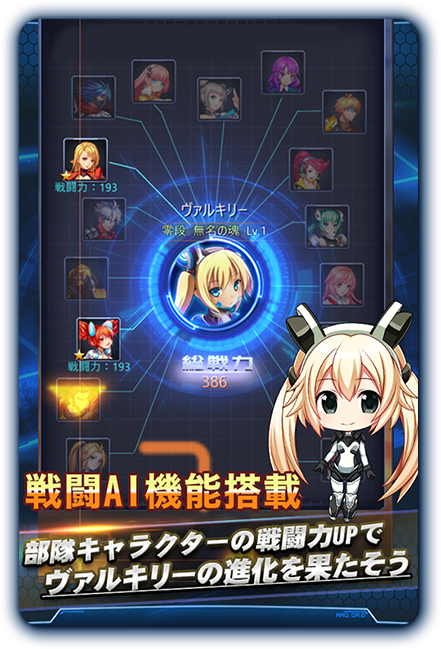 戦闘力：193
ヴァルキリー
零段 無名の魂 Lv1
戦闘力：193
総戦力
386
戦闘AI機能搭載
部隊キャラクターの戦闘力UPで
ヴァルキリーの進化を果たそう